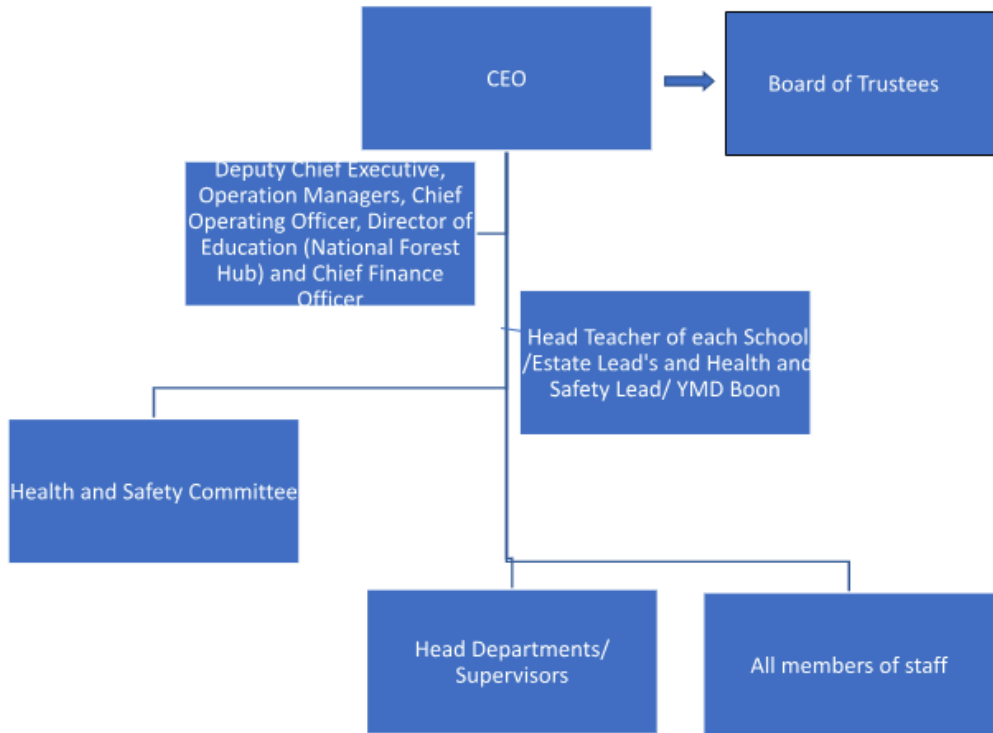 CEO
Board of Trustees
Deputy Chief Executive,
Operation Managers, Chief
Operating Officer, Director of
Education (National Forest
Hub) and Chief Finance
Officer
Head Teacher of each School
/Estate Lead's and Health and
Safety Lead/ YMD Boon
Health and Safety Committee
Head Departments/
Supervisors
All members of staff